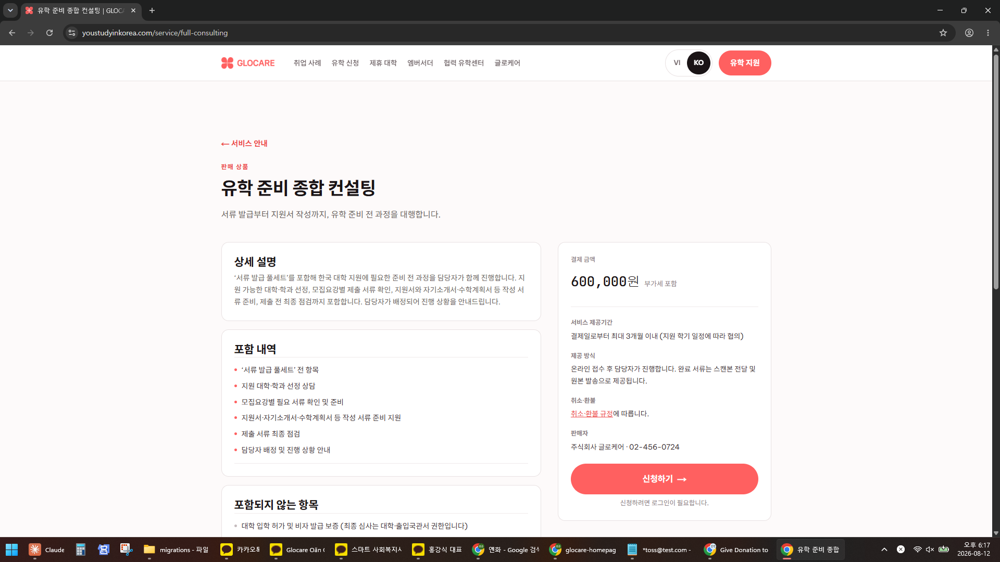 유학 준비 종합 컨설팅 | GLOC
youstudyinkorea.com/service/full-consulting
GLOCARE
취업 사례
유학 신청
제휴 대학
엠버서더
협력 유학센터
글로케어
VI
KO
유학 지원
← 서비스 안내
판매 상품
유학 준비 종합 컨설팅
서류 발급부터 지원서 작성까지, 유학 준비 전 과정을 대행합니다.
상세 설명
‘서류 발급 풀세트’를 포함해 한국 대학 지원에 필요한 준비 전 과정을 담당자가 함께 진행합니다. 지
원 가능한 대학·학과 선정, 모집요강별 제출 서류 확인, 지원서와 자기소개서·수학계획서 등 작성 서
류 준비, 제출 전 최종 점검까지 포함합니다. 담당자가 배정되어 진행 상황을 안내드립니다.
포함 내역
‘서류 발급 풀세트’ 전 항목
지원 대학·학과 선정 상담
모집요강별 필요 서류 확인 및 준비
지원서·자기소개서·수학계획서 등 작성 서류 준비 지원
제출 서류 최종 점검
담당자 배정 및 진행 상황 안내
포함되지 않는 항목
대학 입학 허가 및 비자 발급 보증 (최종 심사는 대학·출입국관서 권한입니다)
결제 금액
600,000원 부가세 포함
서비스 제공기간
결제일로부터 최대 3개월 이내 (지원 학기 일정에 따라 협의)
제공 방식
온라인 접수 후 담당자가 진행합니다. 완료 서류는 스캔본 전달 및
원본 발송으로 제공됩니다.
취소·환불
취소·환불 규정에 따릅니다.
판매자
주식회사 글로케어 · 02-456-0724
신청하기 →
신청하려면 로그인이 필요합니다.
Claude
migrations - 파일
카카오톡
Glocare Oăn
스마트 사회복지시
홍강식 대표
옌화 - Google 검색
glocare-homepag
*toss@test.com -
Give Donation to
유학 준비 종합
오후 6:17
2026-08-12